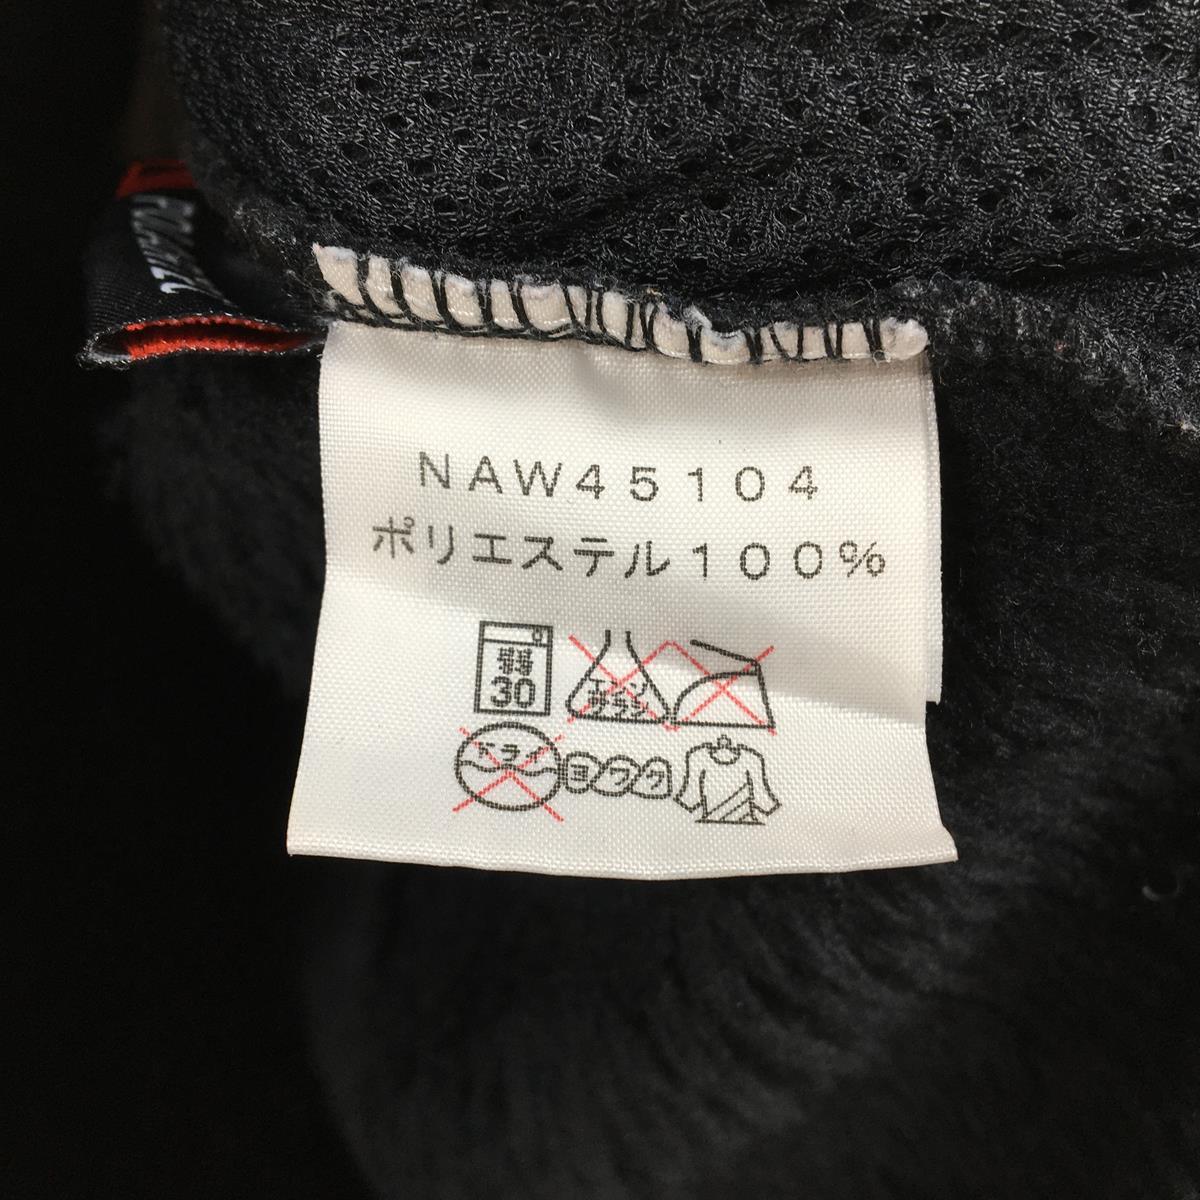 NAW45104
ポリエステル100%
弱
30
エンソ
サラシ
ドライ
ヨワク